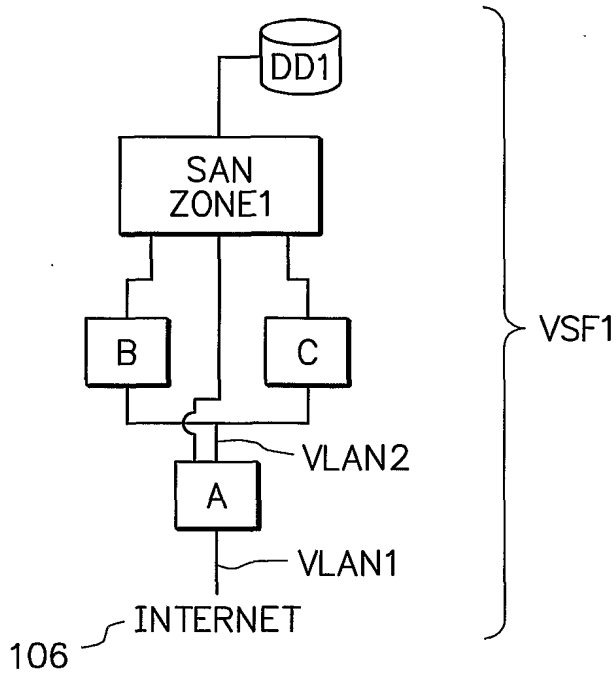 DD1
SAN
ZONE1
B
C
VSF1
VLAN2
A
VLAN1
INTERNET
106